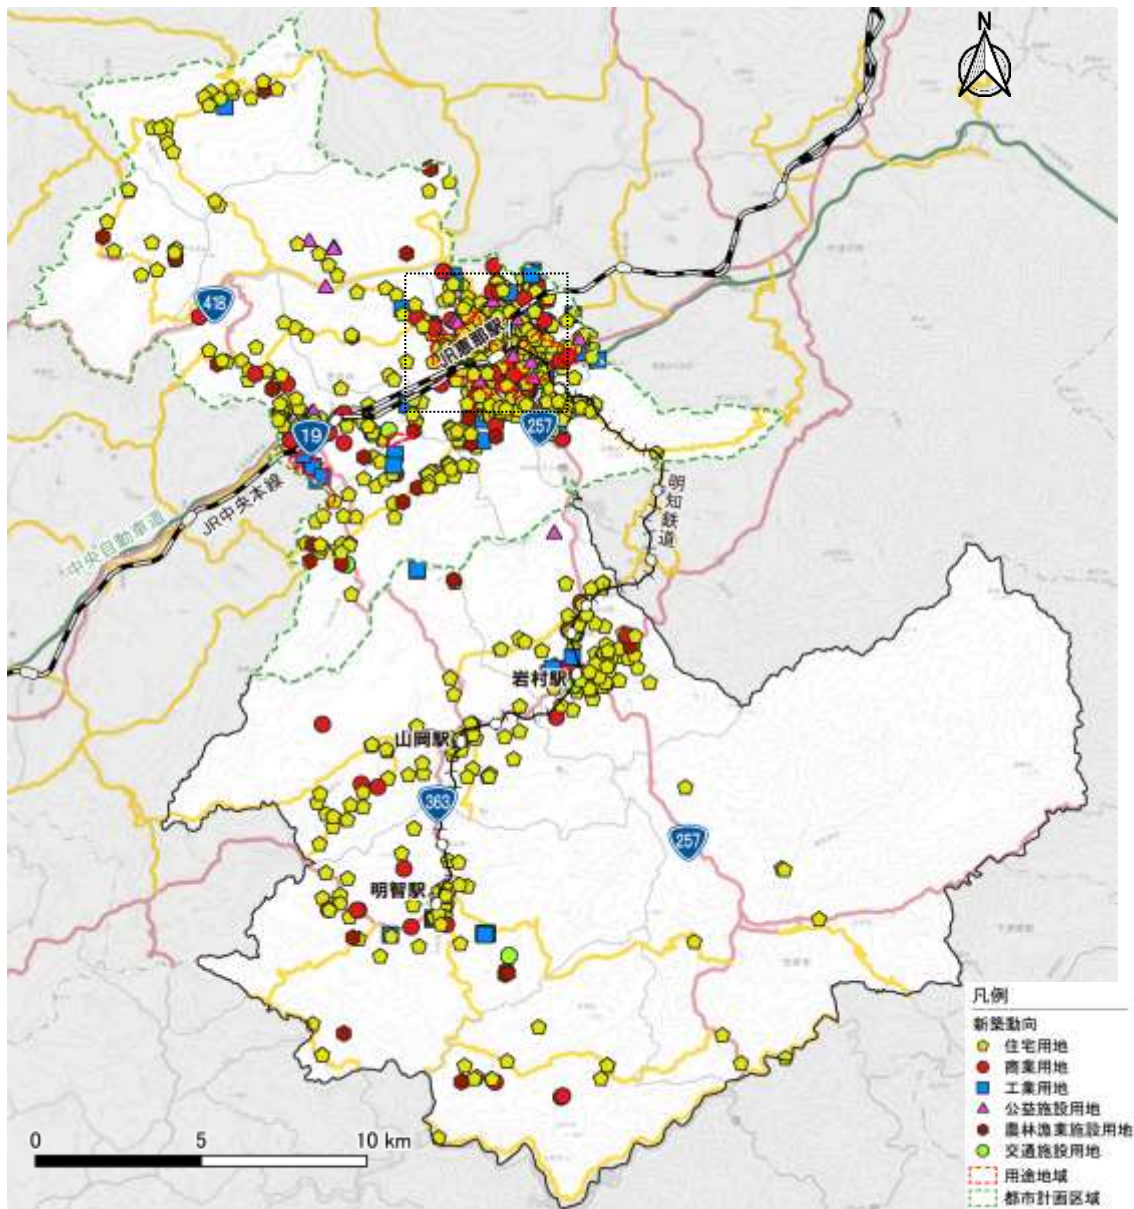 N
418
JR恵那駅
19
257
JR中央本線
中央自動車道
明知鉄道
岩村駅
山岡駅
363
257
明智駅
0 5 10 km
凡例
新築動向
住宅用地
商業用地
工業用地
公益施設用地
農林漁業施設用地
交通施設用地
用途地域
都市計画区域